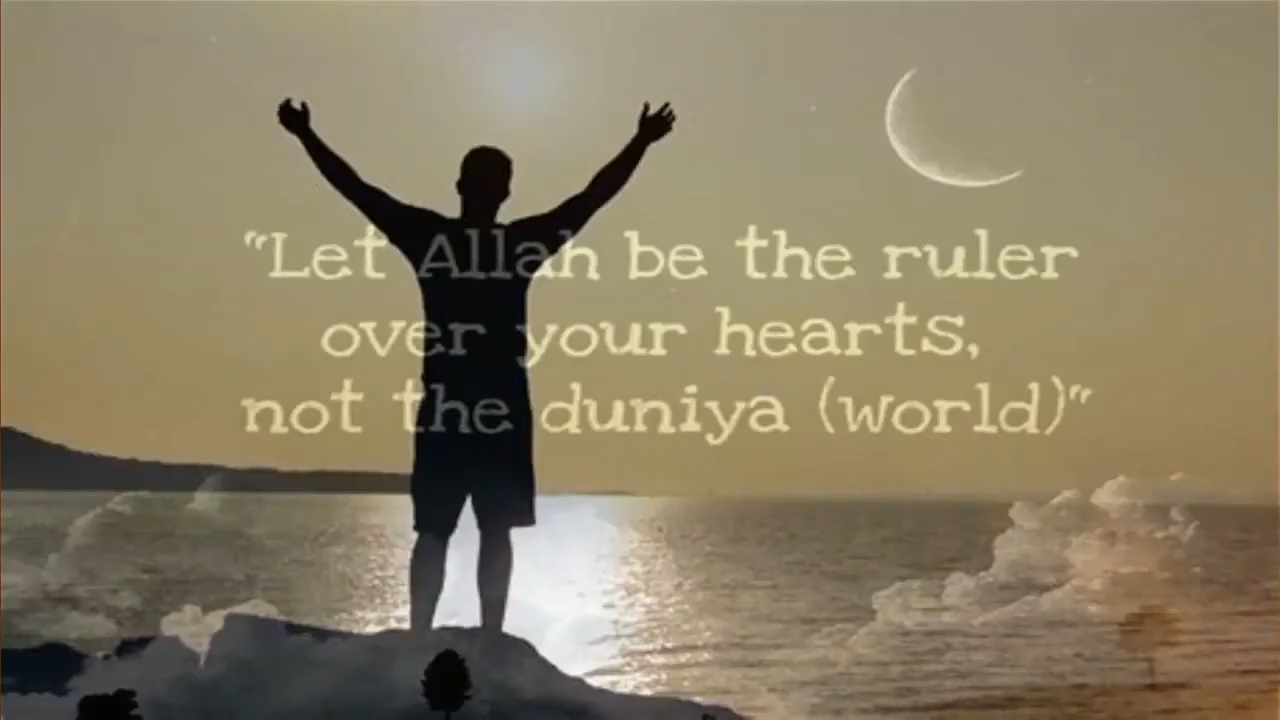 "Let Allah be the ruler
over your hearts,
not the duniya (world)"